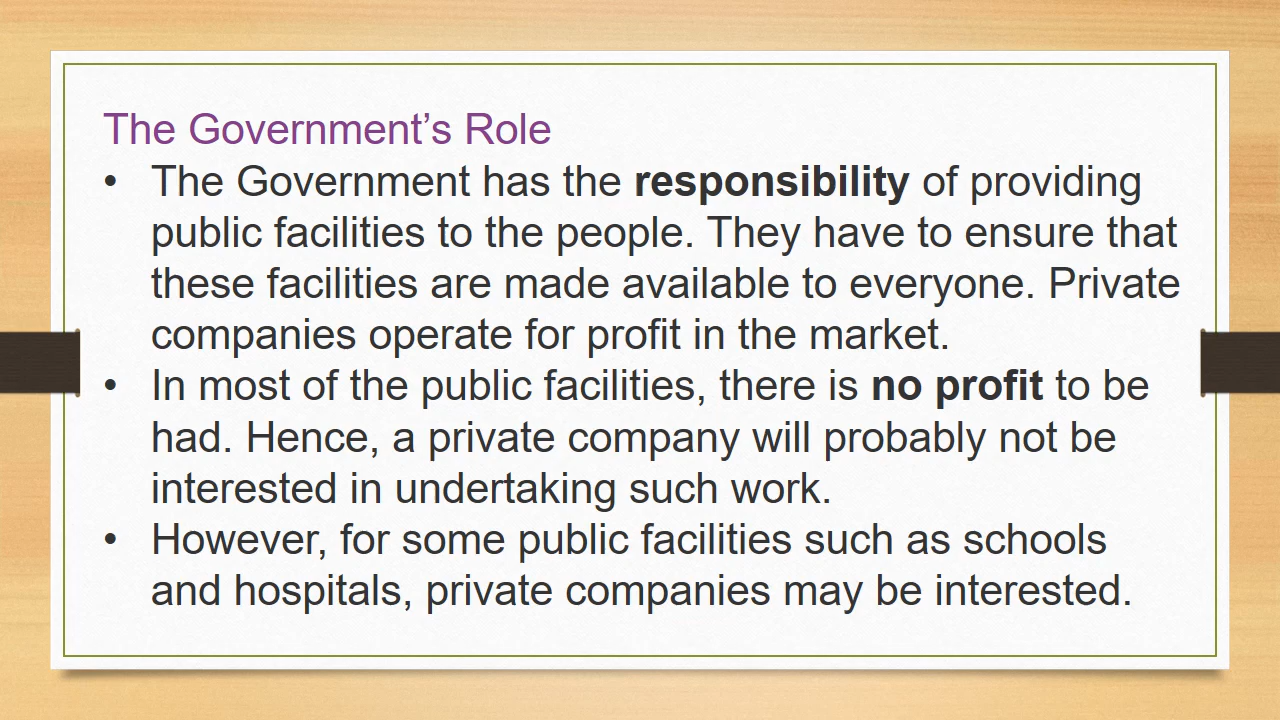 The Government’s Role
• The Government has the responsibility of providing
public facilities to the people. They have to ensure that
these facilities are made available to everyone. Private
companies operate for profit in the market.
• In most of the public facilities, there is no profit to be
had. Hence, a private company will probably not be
interested in undertaking such work.
• However, for some public facilities such as schools
and hospitals, private companies may be interested.